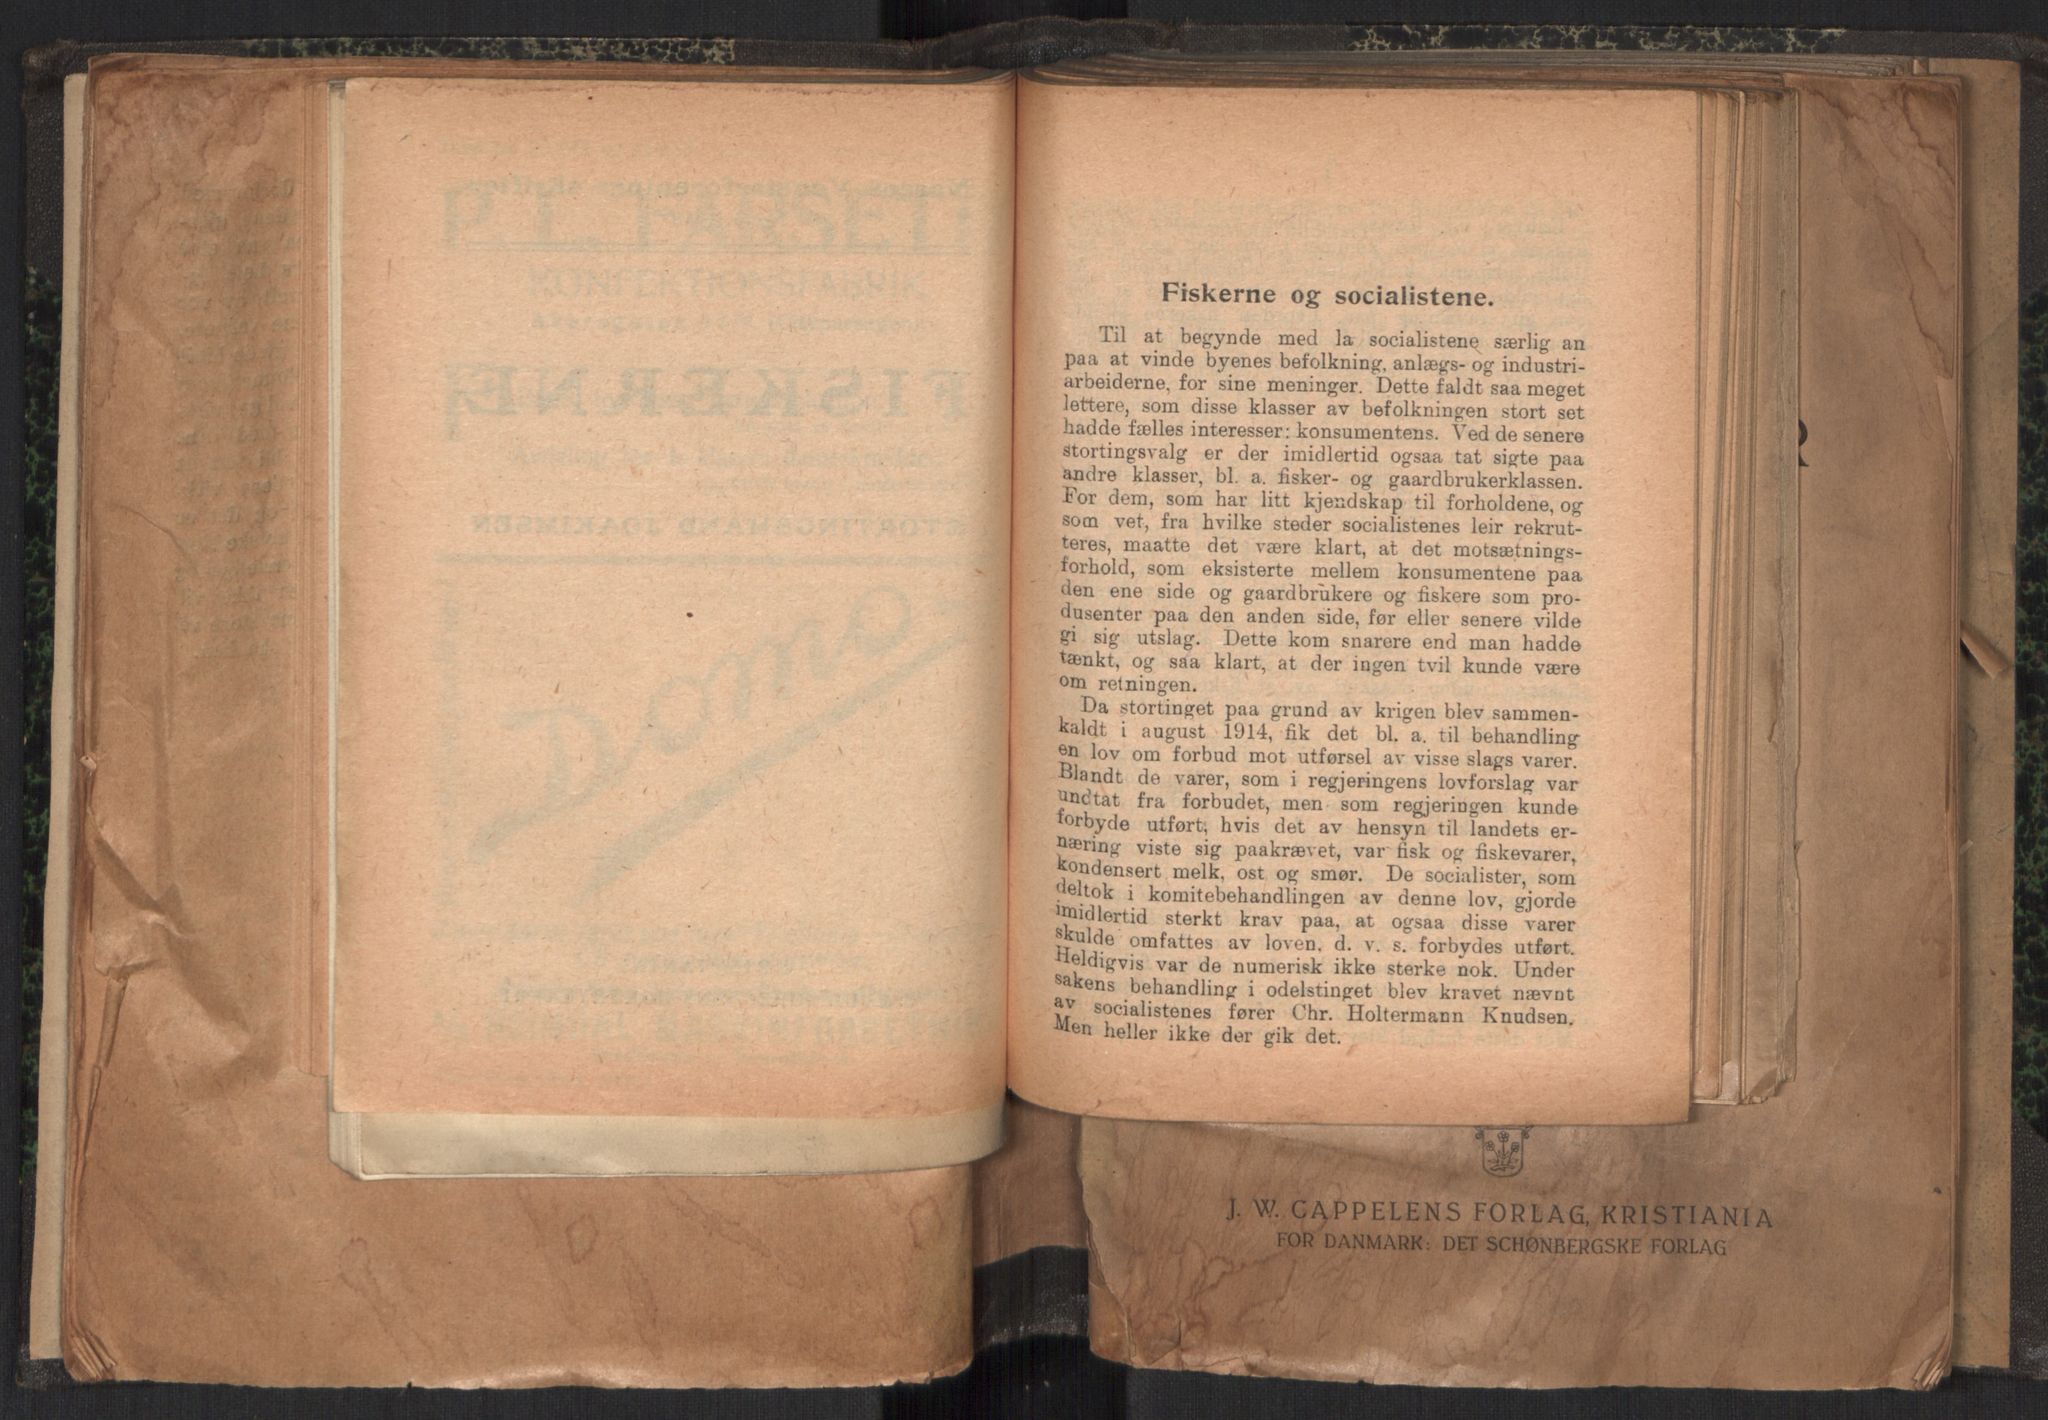 Fiskerne og socialistene.
Til at begynde med la socialistene særlig an
paa at vinde byenes befolkning, anlægs- og industri-
arbeiderne, for sine meninger. Dette faldt saa meget
lettere, som disse klasser av befolkningen stort set
hadde fælles interesser: konsumentens. Ved de senere
stortingsvalg er der imidlertid ogsaa tat sigte paa
andre klasser, bl. a. fisker- og gaardbrukerklassen.
For dem, som har litt kjendskap til forholdene, og
som vet, fra hvilke steder socialistenes leir rekrut-
teres, maatte det være klart, at det motsætnings-
forhold, som eksisterte mellem konsumentene paa
den ene side og gaardbrukere og fiskere som pro-
dusenter paa den anden side, før eller senere vilde
gi sig utslag. Dette kom snarere end man hadde
tænkt, og saa klart, at der ingen tvil kunde være
om retningen.
Da stortinget paa grund av krigen blev sammen-
kaldt i august 1914, fik det bl. a. til behandling
en lov om forbud mot utførsel av visse slags varer.
Blandt de varer, som i regjeringens lovforslag var
undtat fra forbudet, men som regjeringen kunde
forbyde utført, hvis det av hensyn til landets er-
næring viste sig paakrævet, var fisk og fiskevarer,
kondensert melk, ost og smør. De socialister, som
deltok i komitebehandlingen av denne lov, gjorde
imidlertid sterkt krav paa, at ogsaa disse varer
skulde omfattes av loven, d. v. s. forbydes utført.
Heldigvis var de numerisk ikke sterke nok. Under
sakens behandling i odelstinget blev kravet nævnt
av socialistenes fører Chr. Holtermann Knudsen.
Men heller ikke der gik det.
R
J. W. CAPPELENS FORLAG, KRISTIANIA
FOR DANMARK: DET SCHØNBERGSKE FORLAG
FISKERNE
STORTINGSMAND JOAKIMSEN